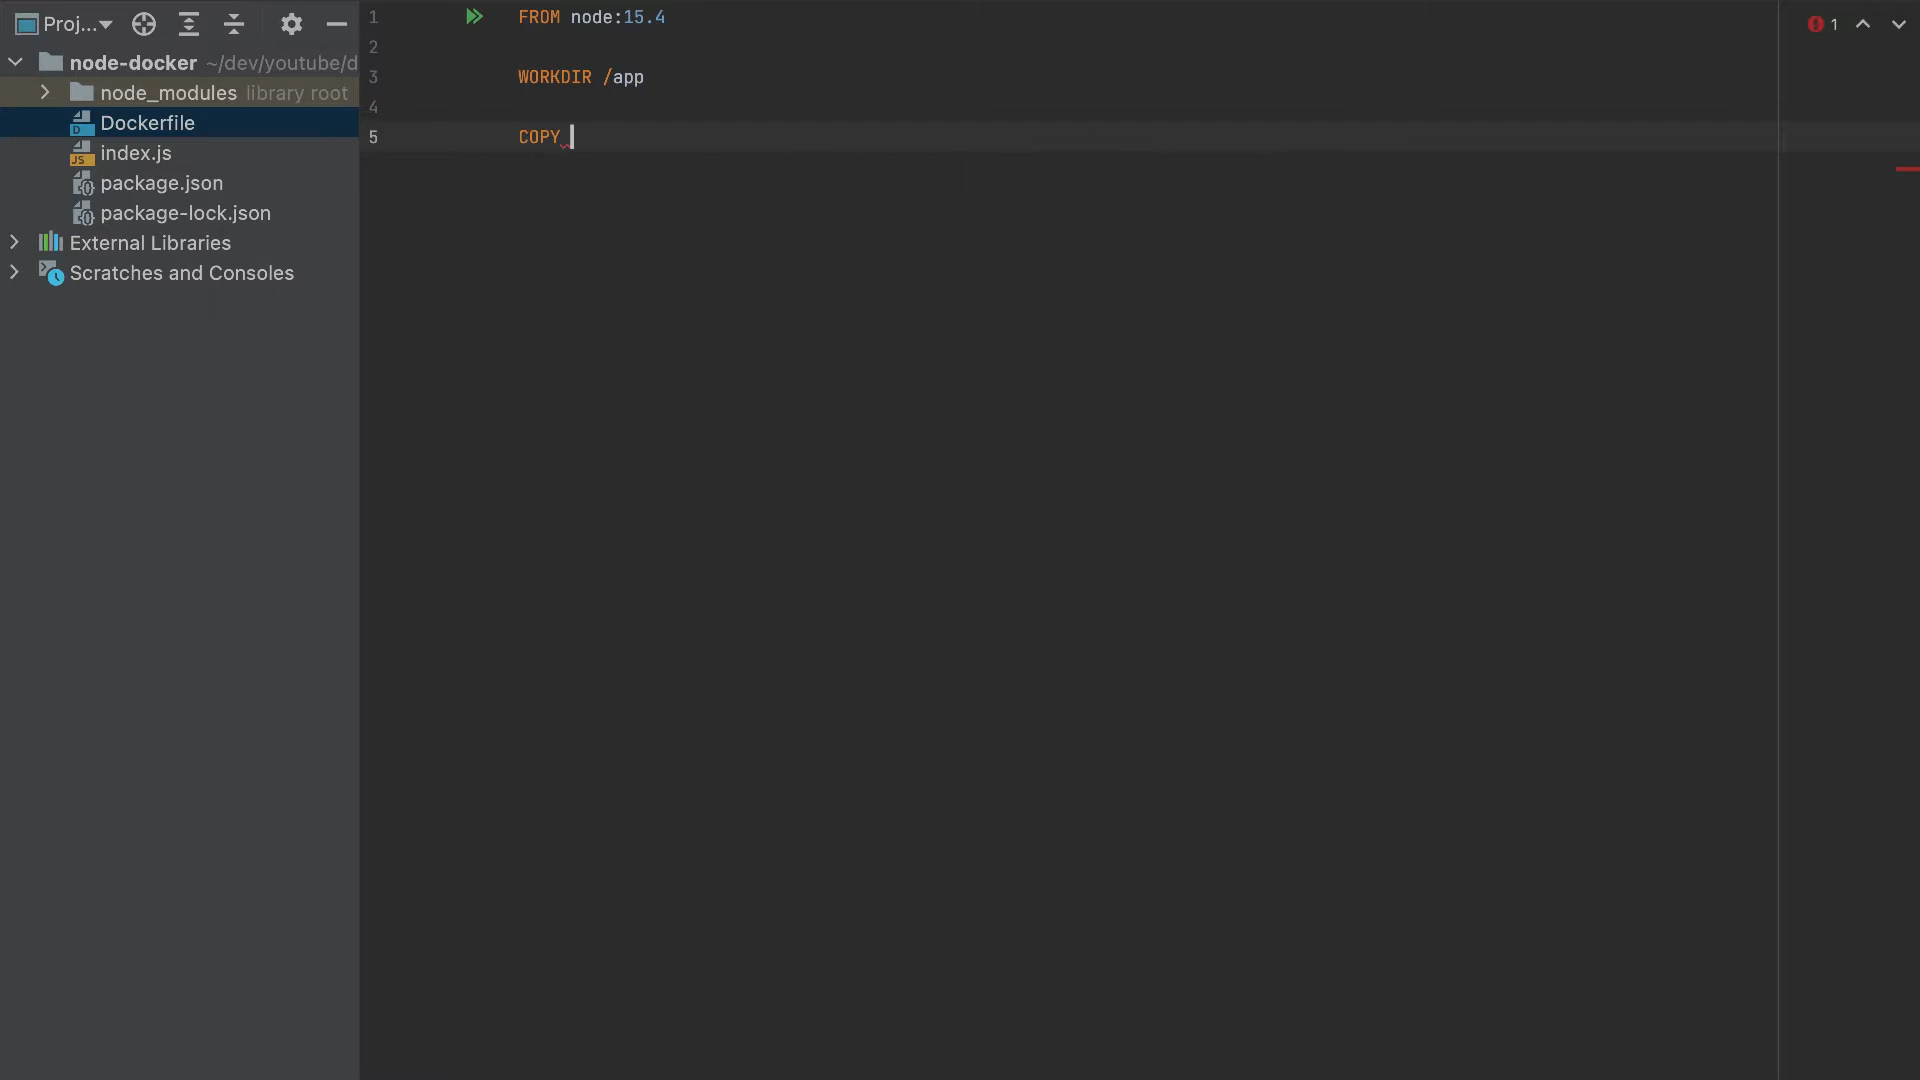 Proj...
node-docker ~/dev/youtube/d
node_modules library root
Dockerfile
index.js
package.json
package-lock.json
External Libraries
Scratches and Consoles
1 FROM node:15.4
2
3 WORKDIR /app
4
5 COPY
1